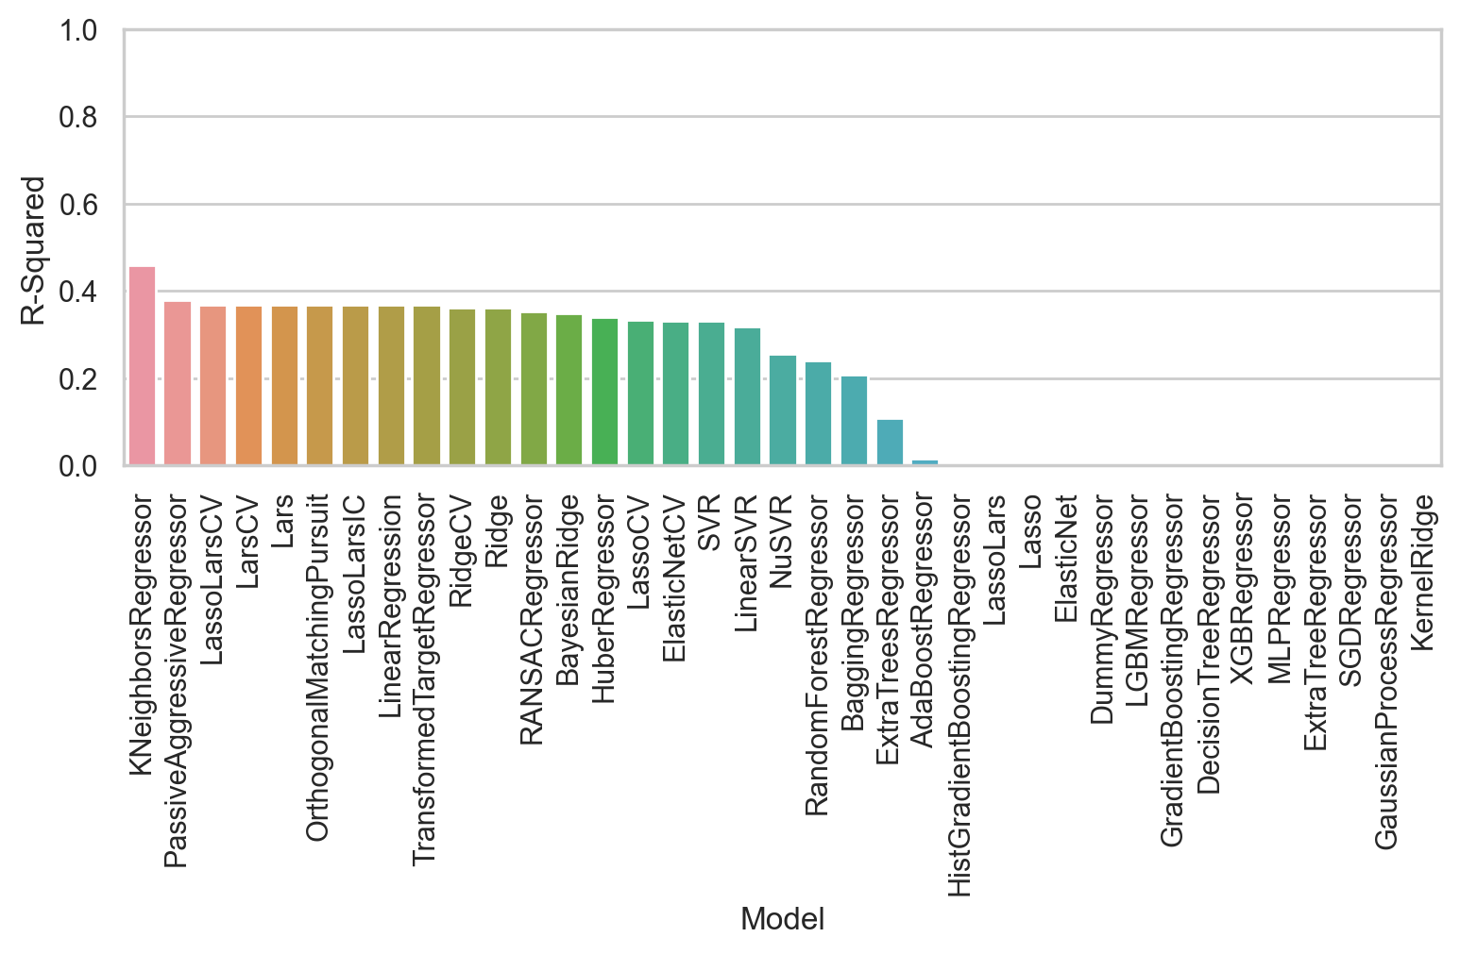 1.0
0.8
0.6
0.4
0.2
0.0
R-Squared
KNeighborsRegressor
PassiveAggressiveRegressor
LassoLarsCV
LarsCV
Lars
OrthogonalMatchingPursuit
LassoLarsIC
LinearRegression
TransformedTargetRegressor
RidgeCV
Ridge
RANSACRegressor
BayesianRidge
HuberRegressor
LassoCV
ElasticNetCV
SVR
LinearSVR
NuSVR
RandomForestRegressor
BaggingRegressor
ExtraTreesRegressor
AdaBoostRegressor
HistGradientBoostingRegressor
LassoLars
Lasso
ElasticNet
DummyRegressor
LGBMRegressor
GradientBoostingRegressor
DecisionTreeRegressor
XGBRegressor
MLPRegressor
ExtraTreeRegressor
SGDRegressor
GaussianProcessRegressor
KernelRidge
Model